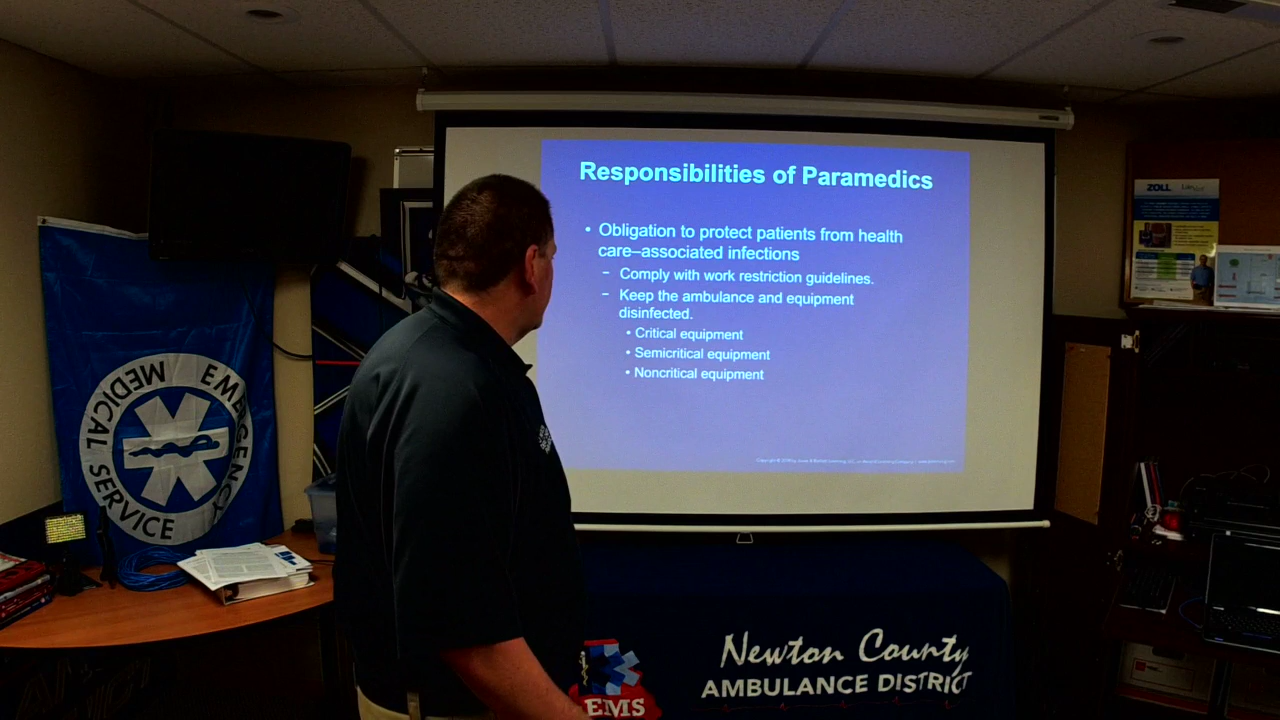 Responsibilities of Paramedics
• Obligation to protect patients from health
care–associated infections
– Comply with work restriction guidelines.
– Keep the ambulance and equipment
disinfected.
• Critical equipment
• Semicritical equipment
• Noncritical equipment
EMERGENCY
MEDICAL SERVICE
ZOLL
Newton County
AMBULANCE DISTRICT
EMS